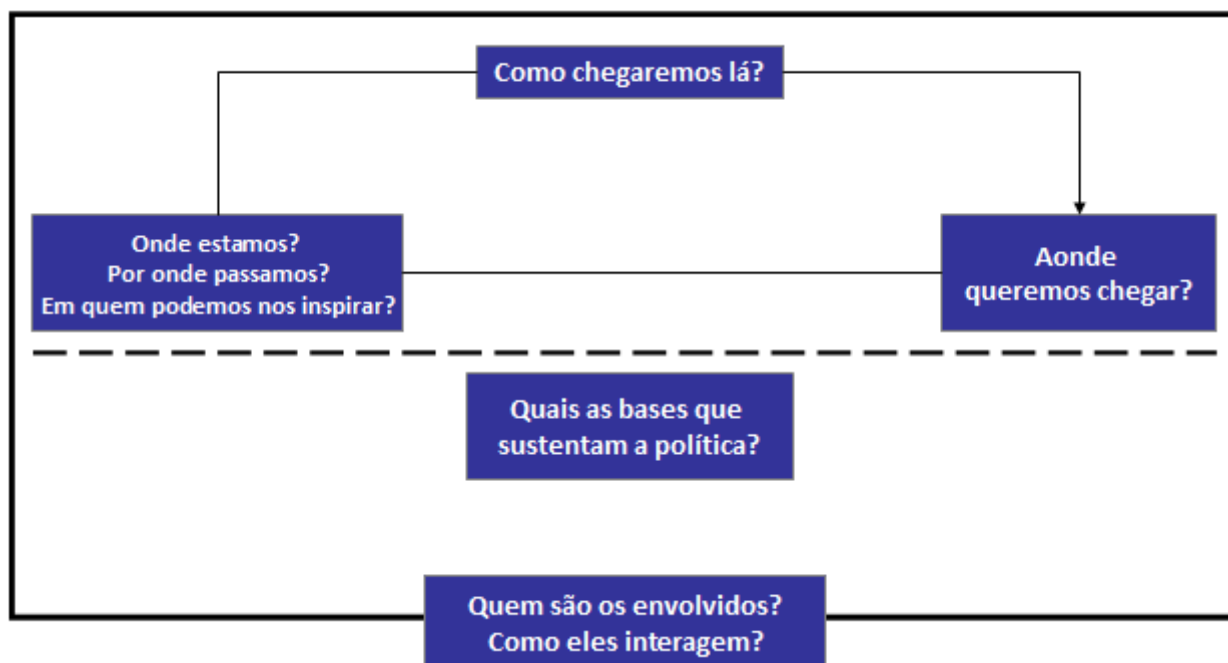 Como chegaremos lá?
Onde estamos?
Por onde passamos?
Em quem podemos nos inspirar?
Aonde
queremos chegar?
Quais as bases que
sustentam a política?
Quem são os envolvidos?
Como eles interagem?